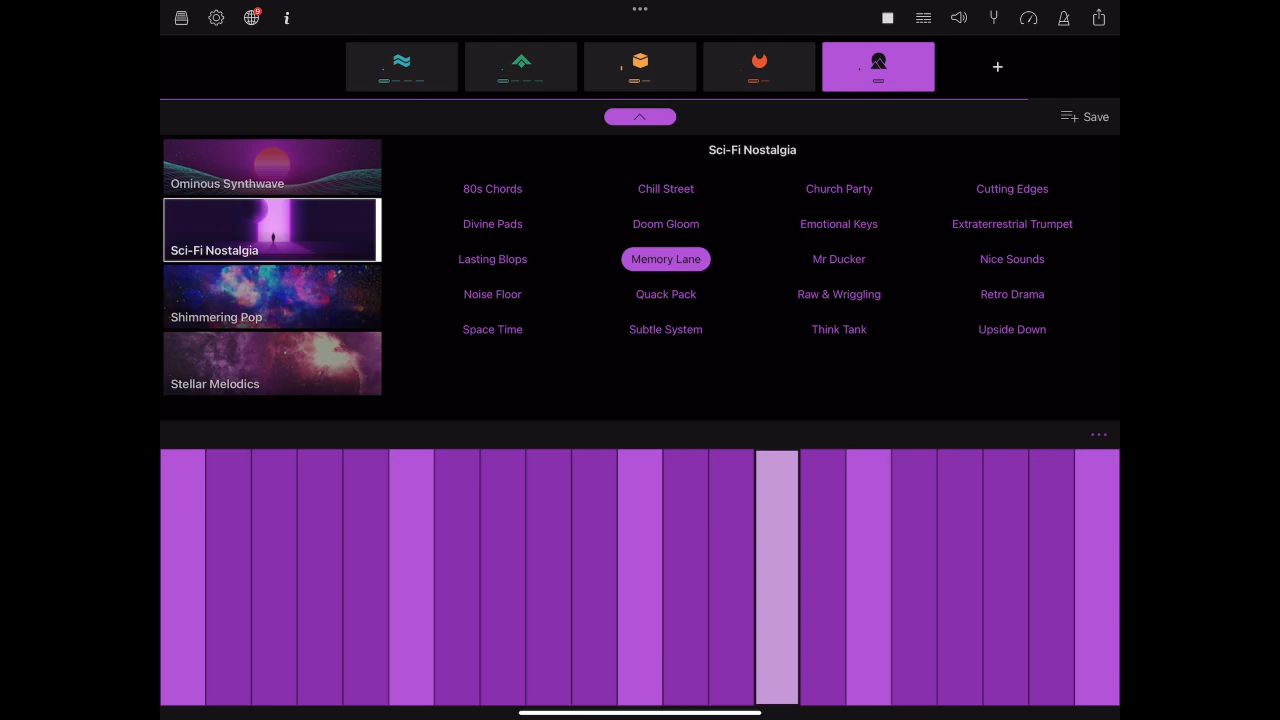 9
+
Save
Ominous Synthwave
Sci-Fi Nostalgia
Shimmering Pop
Stellar Melodics
Sci-Fi Nostalgia
80s Chords Chill Street Church Party Cutting Edges
Divine Pads Doom Gloom Emotional Keys Extraterrestrial Trumpet
Lasting Blops Memory Lane Mr Ducker Nice Sounds
Noise Floor Quack Pack Raw & Wriggling Retro Drama
Space Time Subtle System Think Tank Upside Down